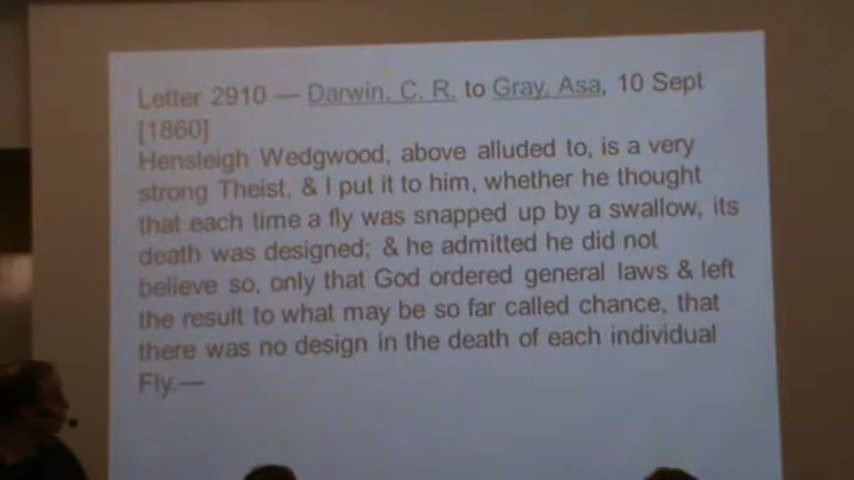 Letter 2910 — Darwin, C. R. to Gray, Asa, 10 Sept
[1860]
Hensleigh Wedgwood, above alluded to, is a very
strong Theist, & I put it to him, whether he thought
that each time a fly was snapped up by a swallow, its
death was designed; & he admitted he did not
believe so, only that God ordered general laws & left
the result to what may be so far called chance, that
there was no design in the death of each individual
Fly.—